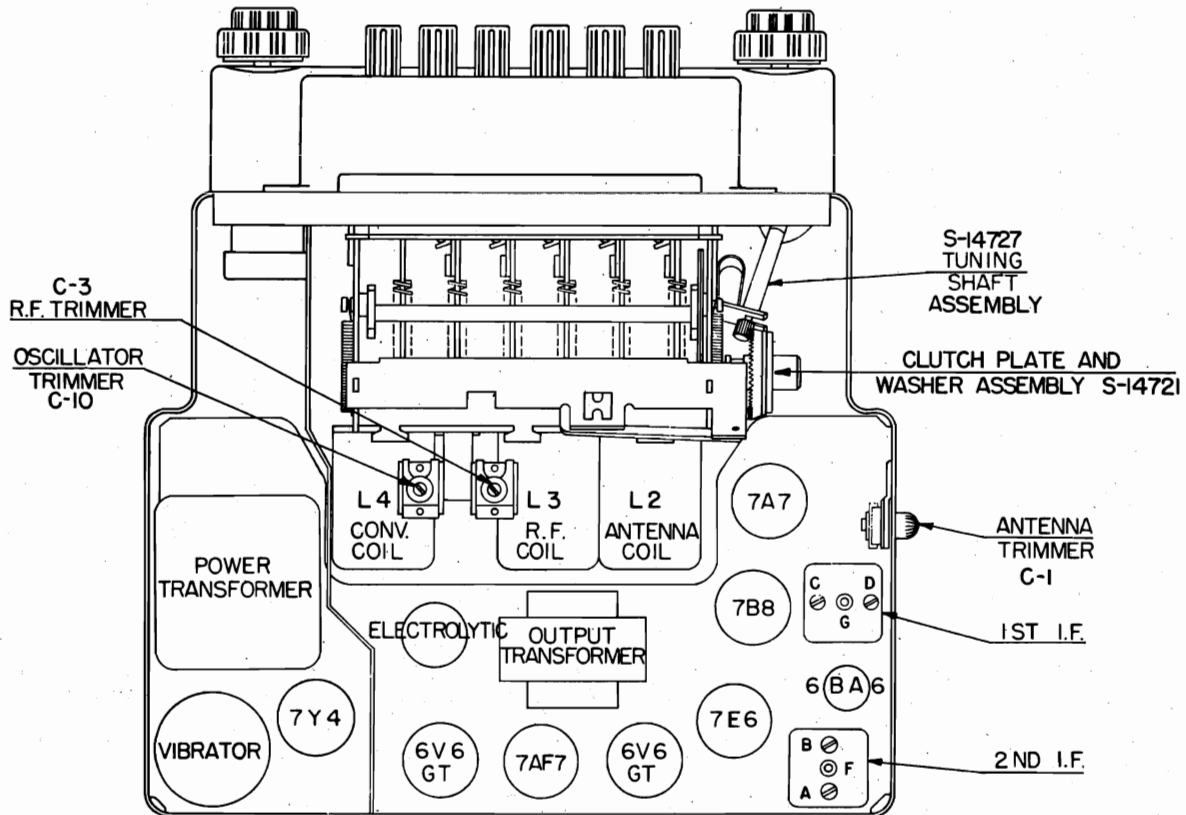 S-14727
TUNING
SHAFT
ASSEMBLY
C-3
R.F. TRIMMER
OSCILLATOR
TRIMMER
C-10
CLUTCH PLATE AND
WASHER ASSEMBLY S-14721
L4
CONV.
COIL
L3
R.F.
COIL
L2
ANTENNA
COIL
7A7
ANTENNA
TRIMMER
C-1
POWER
TRANSFORMER
7B8
C D
G
1ST I.F.
ELECTROLYTIC
OUTPUT
TRANSFORMER
6BA6
7Y4
7E6
VIBRATOR
6V6
GT
7AF7
6V6
GT
B
F
A
2ND I.F.